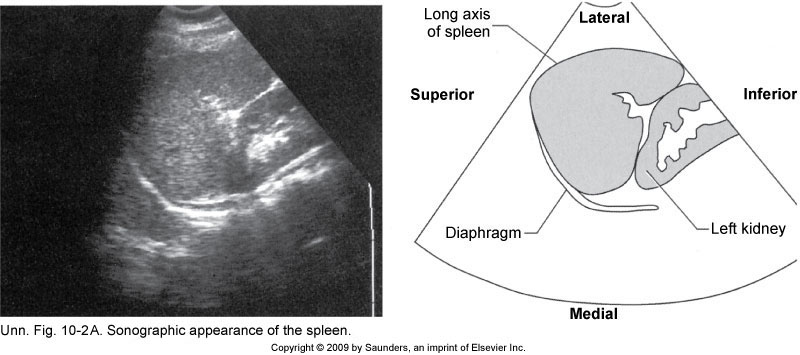 Long axis
of spleen
Lateral
Superior
Inferior
Diaphragm
Left kidney
Medial
Unn. Fig. 10-2A. Sonographic appearance of the spleen.
Copyright © 2009 by Saunders, an imprint of Elsevier Inc.